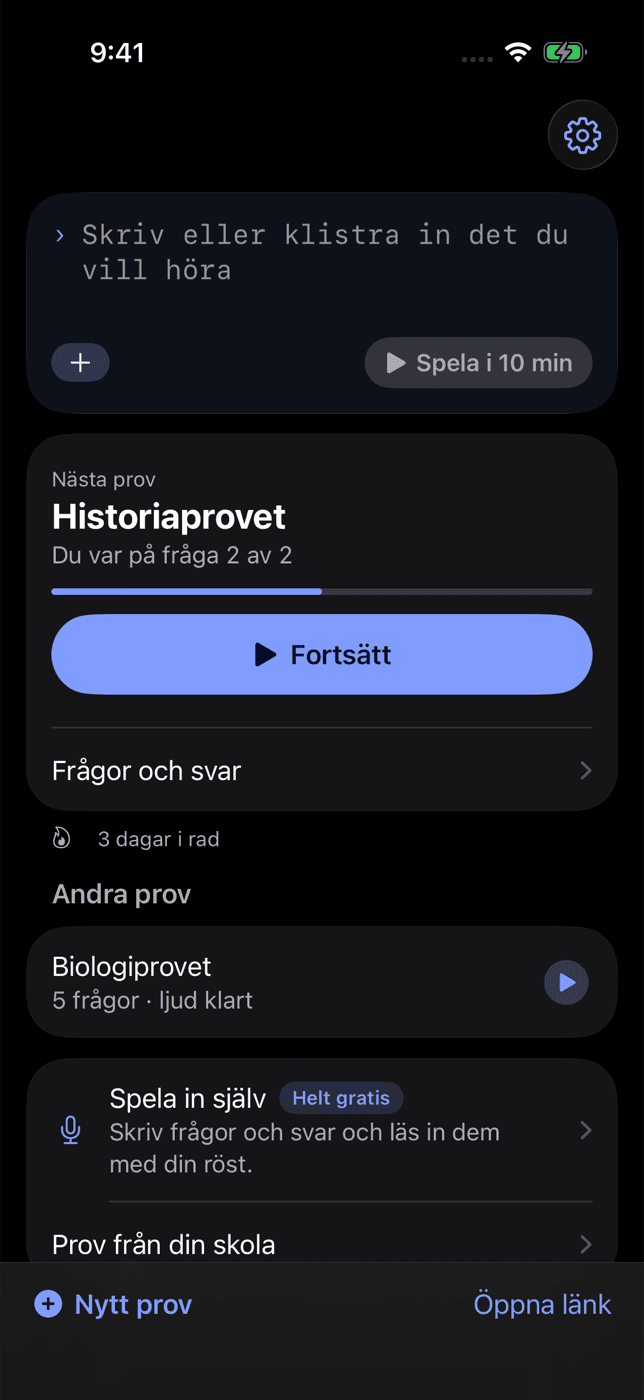 9:41
› Skriv eller klistra in det du
vill höra
Spela i 10 min
Nästa prov
Historiaprovet
Du var på fråga 2 av 2
Fortsätt
Frågor och svar
3 dagar i rad
Andra prov
Biologiprovet
5 frågor · ljud klart
Spela in själv Helt gratis
Skriv frågor och svar och läs in dem
med din röst.
Prov från din skola
Nytt prov Öppna länk